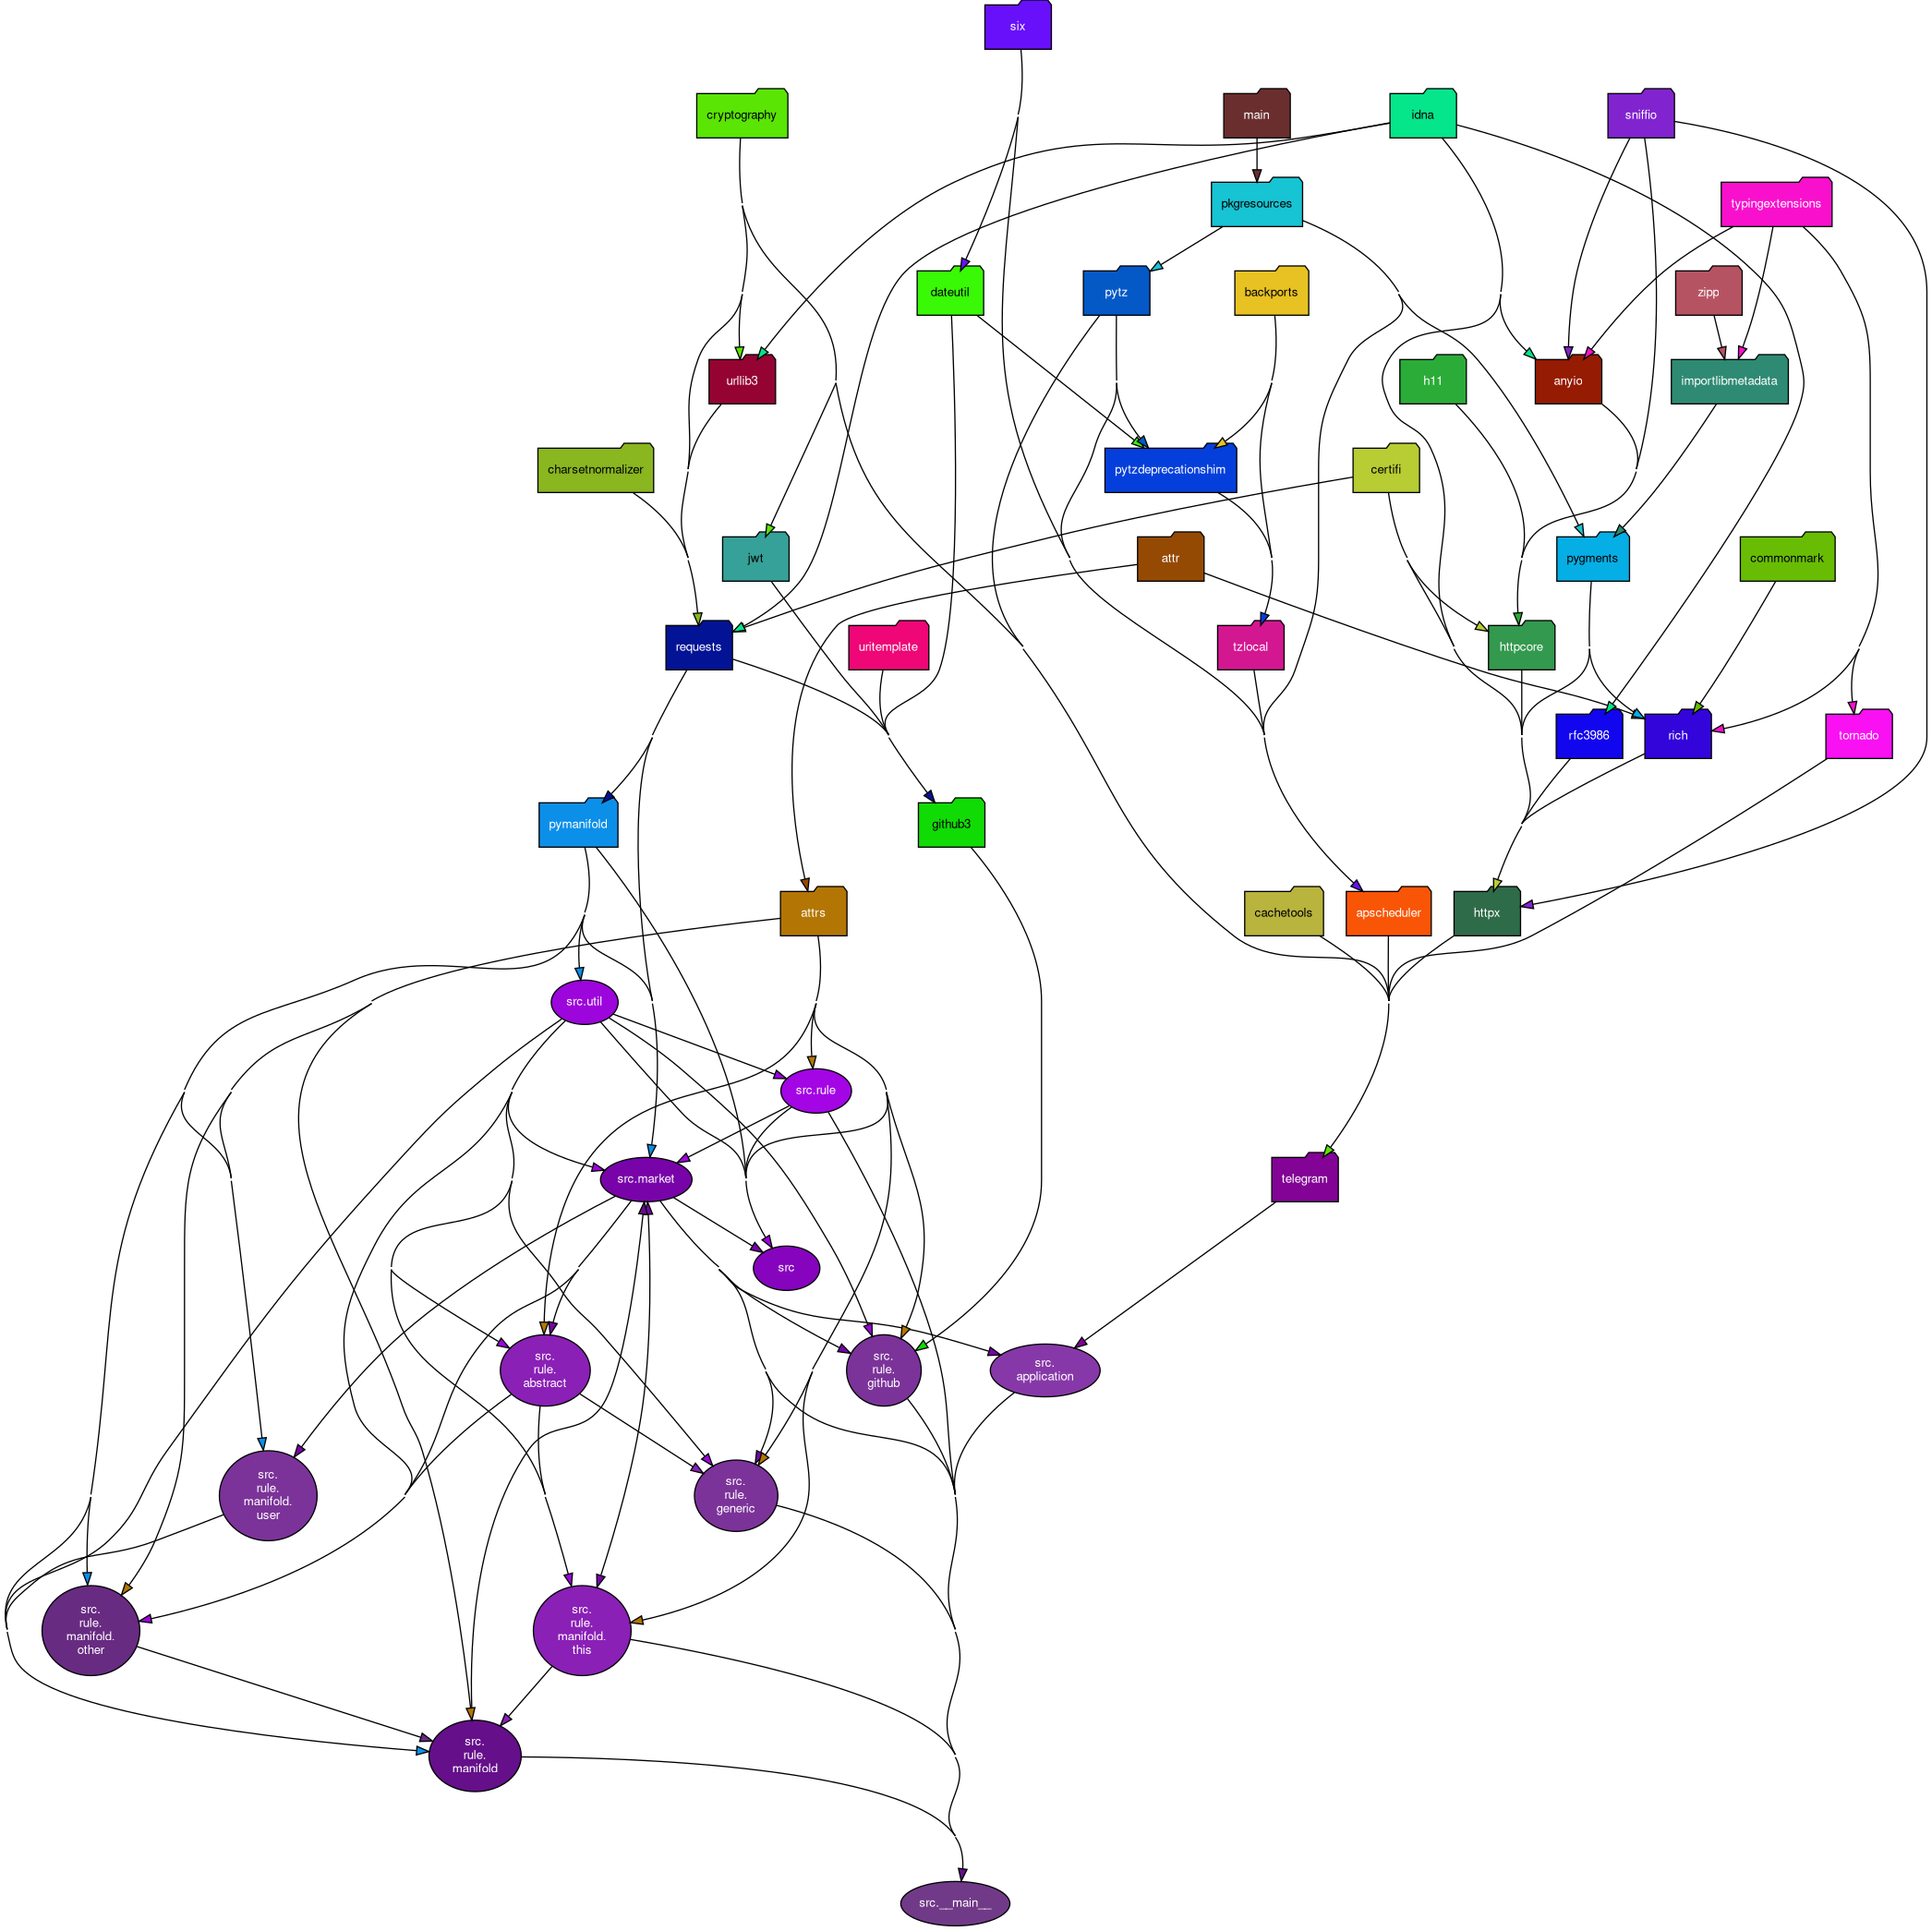 six
cryptography
main
idna
sniffio
pkgresources
typingextensions
dateutil
pytz
backports
zipp
urllib3
h11
anyio
importlibmetadata
charsetnormalizer
pytzdeprecationshim
certifi
jwt
attr
pygments
commonmark
requests
uritemplate
tzlocal
httpcore
rfc3986
rich
tornado
pymanifold
github3
attrs
cachetools
apscheduler
httpx
src.util
src.rule
src.market
telegram
src
src.
rule.
abstract
src.
rule.
github
src.
application
src.
rule.
manifold.
user
src.
rule.
generic
src.
rule.
manifold.
other
src.
rule.
manifold.
this
src.
rule.
manifold
src.__main__